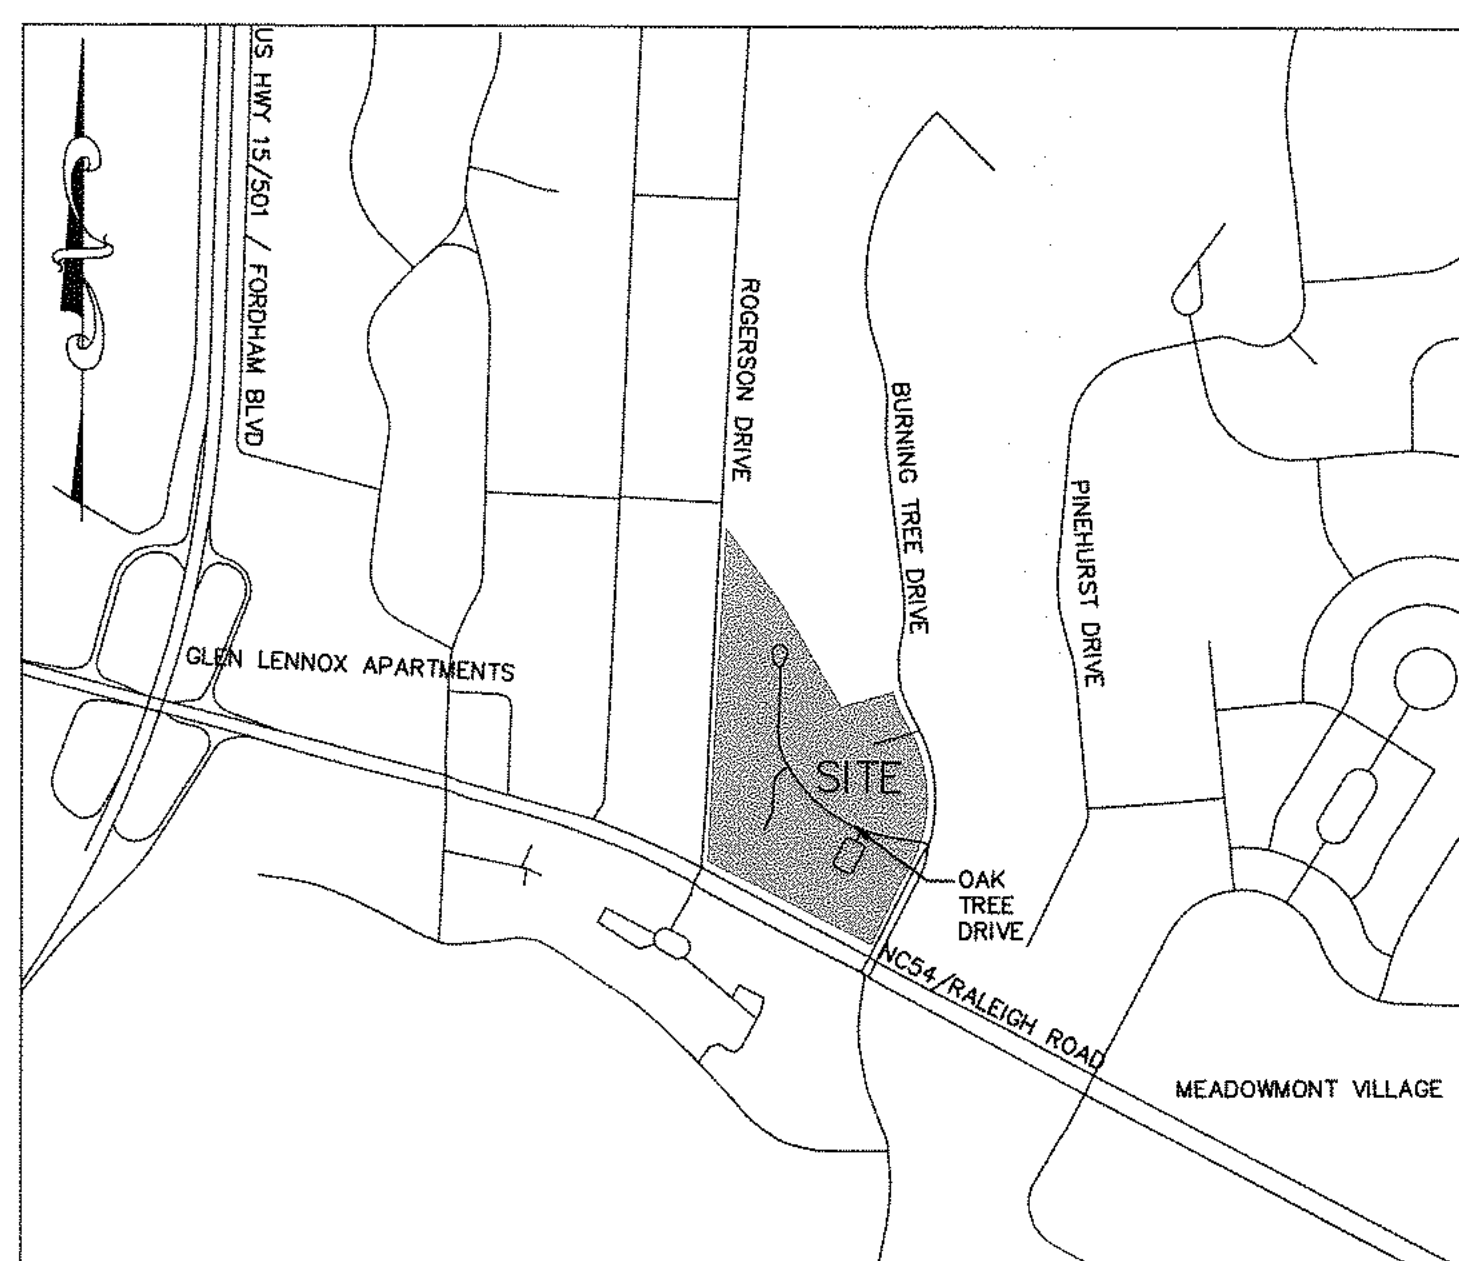 US HWY 15/501 / FORDHAM BLVD
ROGERSON DRIVE
BURNING TREE DRIVE
PINEHURST DRIVE
GLEN LENNOX APARTMENTS
SITE
OAK
TREE
DRIVE
NC54/RALEIGH ROAD
MEADOWMONT VILLAGE